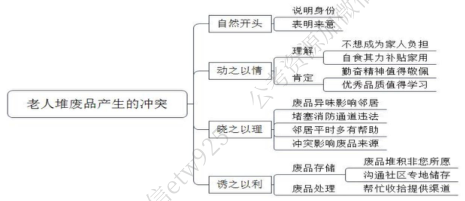 老人堆废品产生的冲突
自然开头
说明身份
表明来意
动之以情
理解
不想成为家人负担
自食其力补贴家用
肯定
勤奋精神值得敬佩
优秀品质值得学习
晓之以理
废品异味影响邻居
堵塞消防通道违法
邻居平时多有帮助
冲突影响废品来源
诱之以利
废品存储
废品堆积非您所愿
沟通社区专地储存
废品处理
帮忙收拾提供渠道